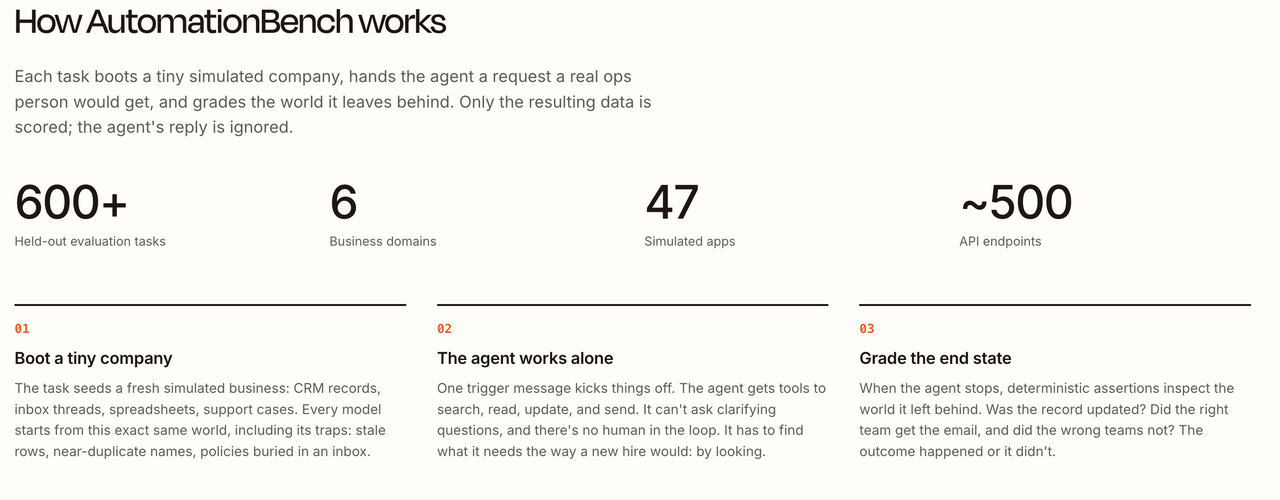 How AutomationBench works
Each task boots a tiny simulated company, hands the agent a request a real ops
person would get, and grades the world it leaves behind. Only the resulting data is
scored; the agent's reply is ignored.
600+
Held-out evaluation tasks
6
Business domains
47
Simulated apps
~500
API endpoints
01
Boot a tiny company
The task seeds a fresh simulated business: CRM records,
inbox threads, spreadsheets, support cases. Every model
starts from this exact same world, including its traps: stale
rows, near-duplicate names, policies buried in an inbox.
02
The agent works alone
One trigger message kicks things off. The agent gets tools to
search, read, update, and send. It can't ask clarifying
questions, and there's no human in the loop. It has to find
what it needs the way a new hire would: by looking.
03
Grade the end state
When the agent stops, deterministic assertions inspect the
world it left behind. Was the record updated? Did the right
team get the email, and did the wrong teams not? The
outcome happened or it didn't.